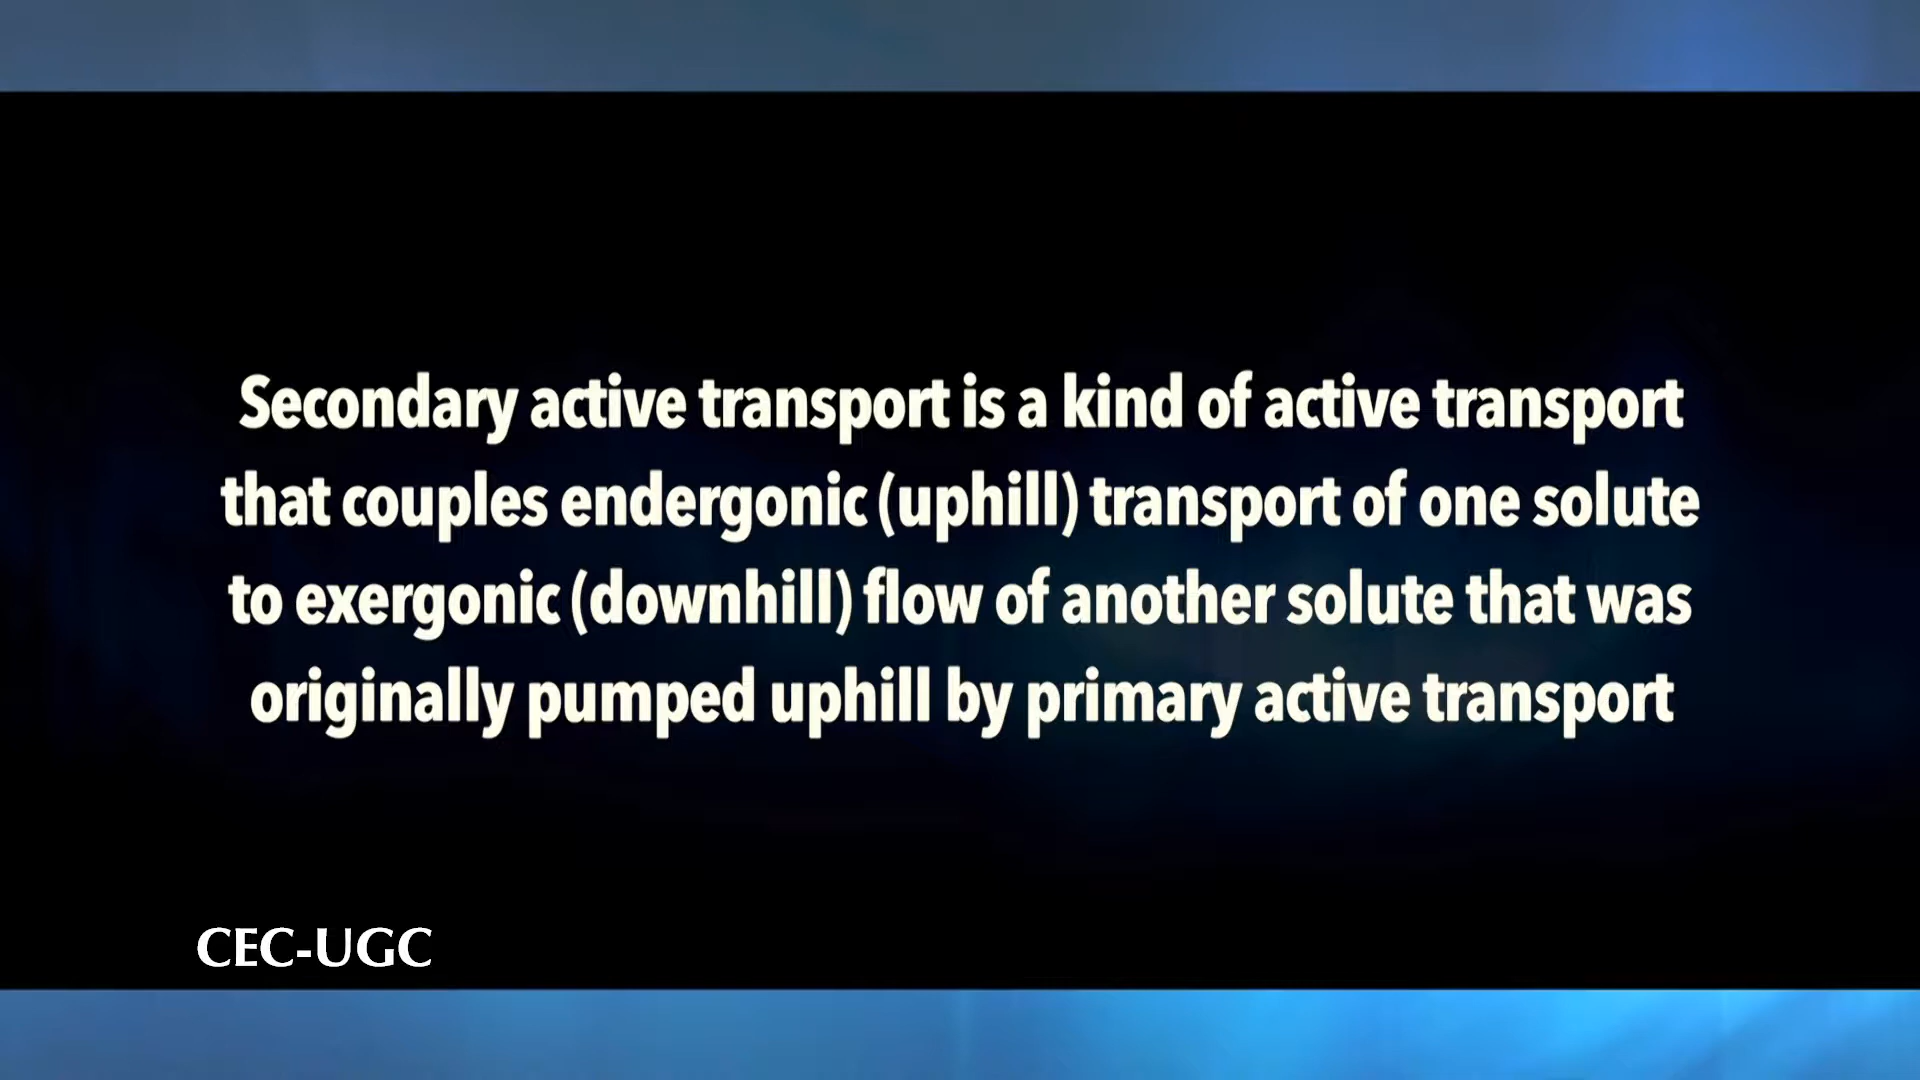 Secondary active transport is a kind of active transport
that couples endergonic (uphill) transport of one solute
to exergonic (downhill) flow of another solute that was
originally pumped uphill by primary active transport
CEC-UGC